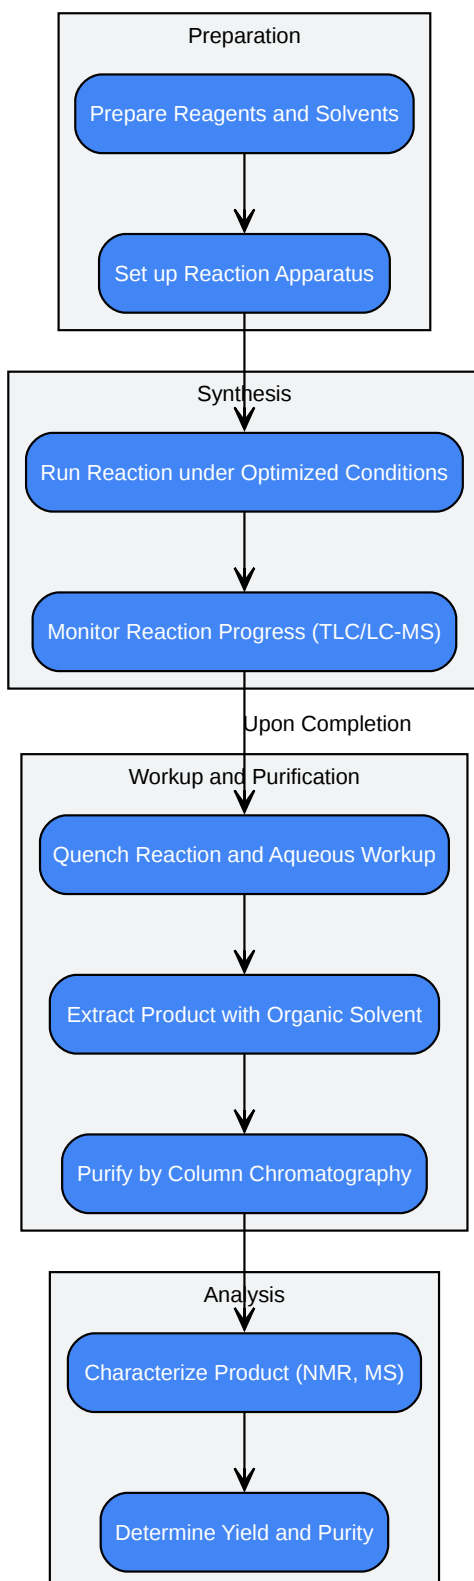 Preparation
Prepare Reagents and Solvents
Set up Reaction Apparatus
Synthesis
Run Reaction under Optimized Conditions
Monitor Reaction Progress (TLC/LC-MS)
Upon Completion
Workup and Purification
Quench Reaction and Aqueous Workup
Extract Product with Organic Solvent
Purify by Column Chromatography
Analysis
Characterize Product (NMR, MS)
Determine Yield and Purity